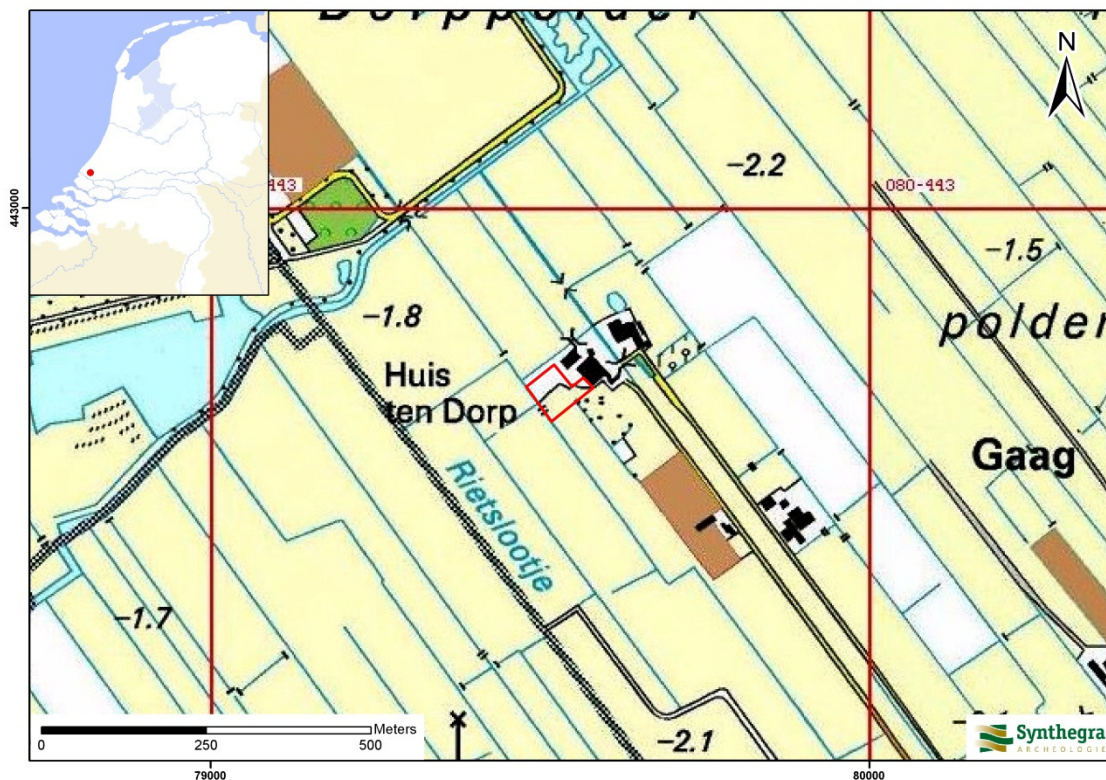 Dorppolder
N
443
080-443
443000
-2.2
-1.5
-1.8
polder
Huis
ten Dorp
Gaag
Rietslootje
-1.7
Meters
0
250
500
-2.1
Synthegra
ARCHEOLOGIE
79000
80000